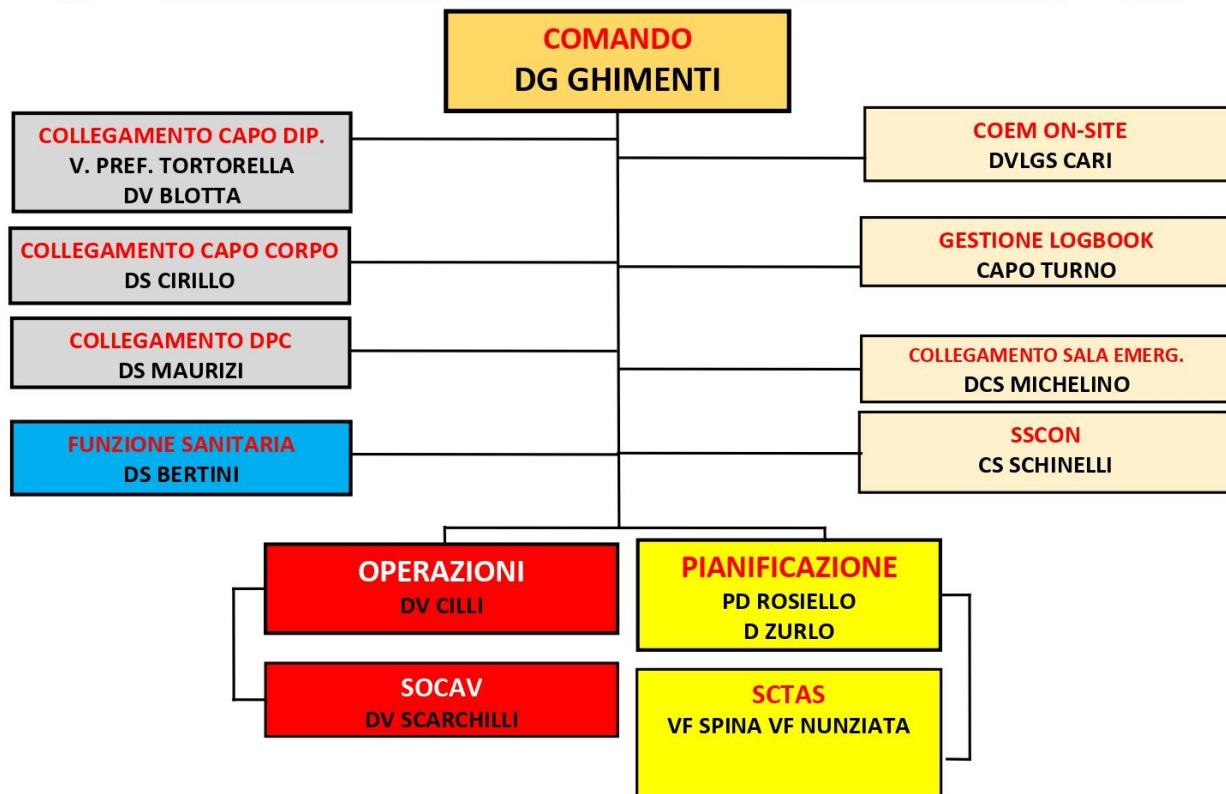 COMANDO
DG GHIMENTI
COLLEGAMENTO CAPO DIP.
V. PREF. TORTORELLA
DV BLOTTA
COEM ON-SITE
DVLGS CARI
COLLEGAMENTO CAPO CORPO
DS CIRILLO
GESTIONE LOGBOOK
CAPO TURNO
COLLEGAMENTO DPC
DS MAURIZI
COLLEGAMENTO SALA EMERG.
DCS MICHELINO
FUNZIONE SANITARIA
DS BERTINI
SSCON
CS SCHINELLI
OPERAZIONI
DV CILLI
PIANIFICAZIONE
PD ROSIELLO
D ZURLO
SOCAV
DV SCARCHILLI
SCTAS
VF SPINA VF NUNZIATA